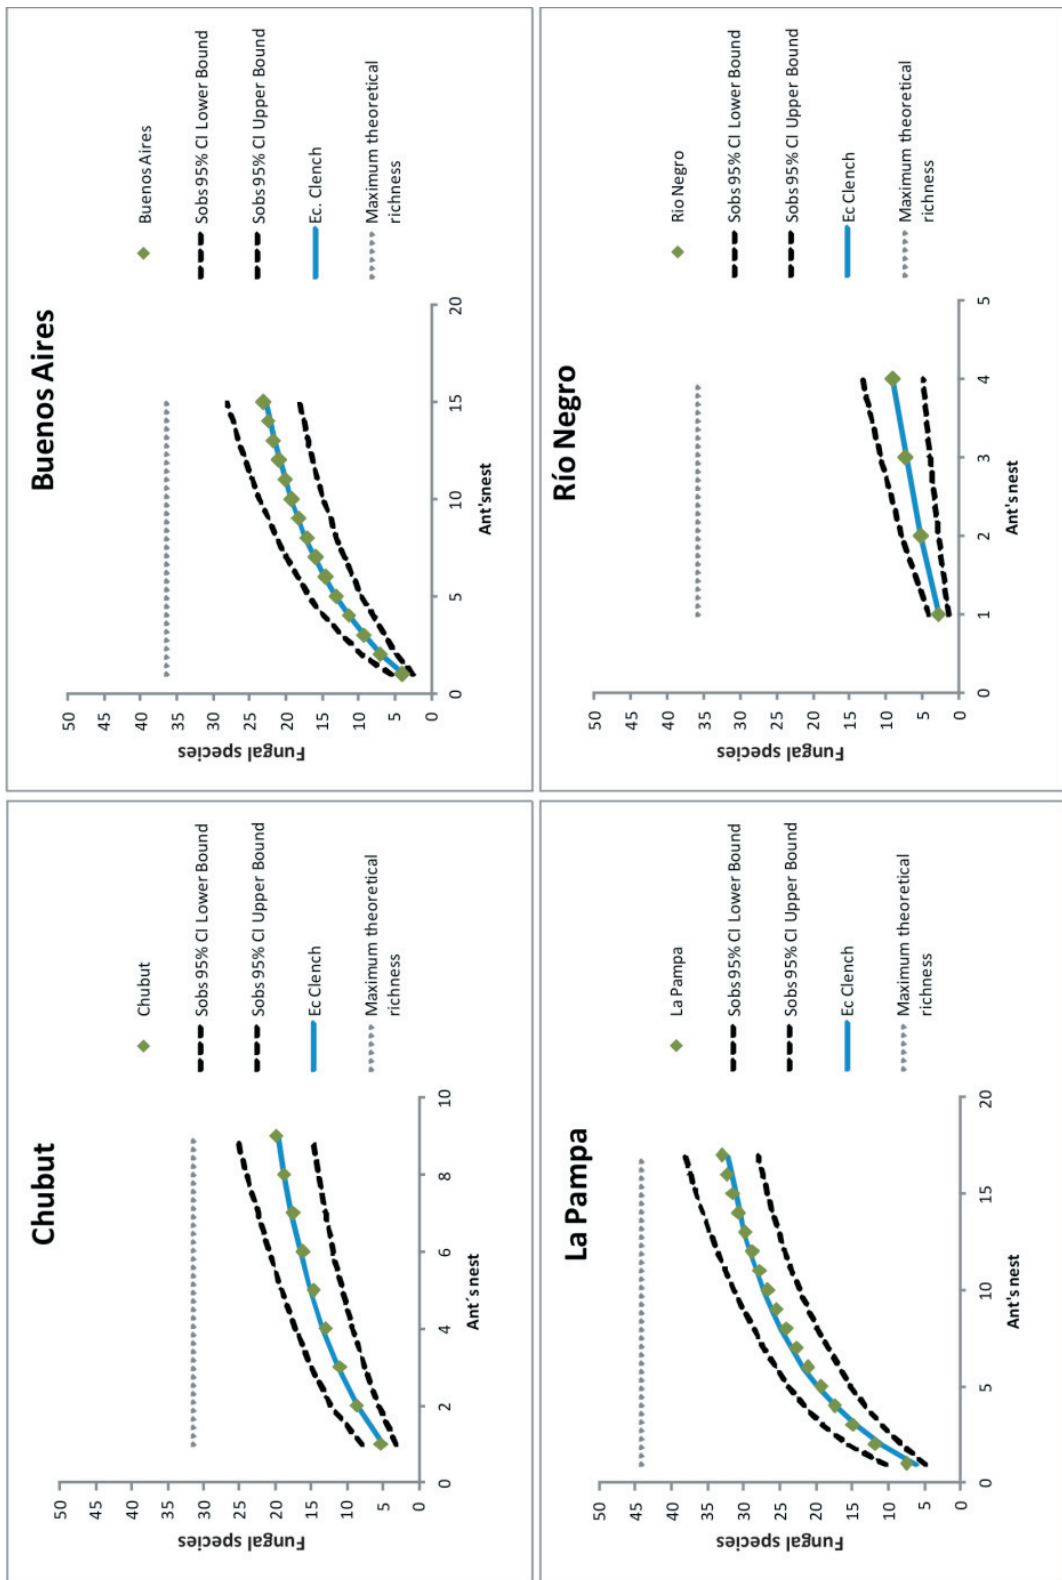 Chubut
Fungal species
50
45
40
35
30
25
20
15
10
5
0
0
2
4
6
8
10
Ant´s nest
Chubut
Sobs 95% CI Lower Bound
Sobs 95% CI Upper Bound
Ec Clench
Maximum theoretical
richness
Buenos Aires
Fungal species
50
45
40
35
30
25
20
15
10
5
0
0
5
10
15
20
Ant'snest
Buenos Aires
Sobs 95% CI Lower Bound
Sobs 95% CI Upper Bound
Ec. Clench
Maximum theoretical
richness
La Pampa
Fungal species
50
45
40
35
30
25
20
15
10
5
0
0
5
10
15
20
Ant's nest
La Pampa
Sobs 95% CI Lower Bound
Sobs 95% CI Upper Bound
Ec Clench
Maximum theoretical
richness
Río Negro
Fungal species
50
45
40
35
30
25
20
15
10
5
0
0
1
2
3
4
5
Ant's nest
Río Negro
Sobs 95% CI Lower Bound
Sobs 95% CI Upper Bound
Ec Clench
Maximum theoretical
richness